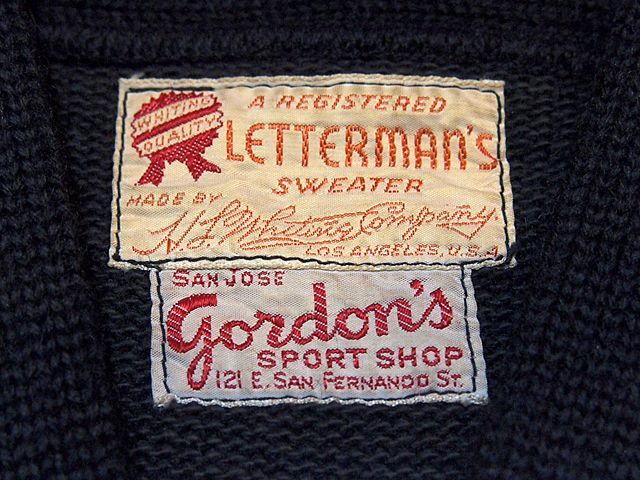 WHITING
QUALITY
A REGISTERED
LETTERMAN'S
SWEATER
MADE BY
H.L. Whiting Company.
LOS ANGELES, U.S.A
SAN JOSE
Gordon's
SPORT SHOP
121 E. SAN FERNANDO ST.